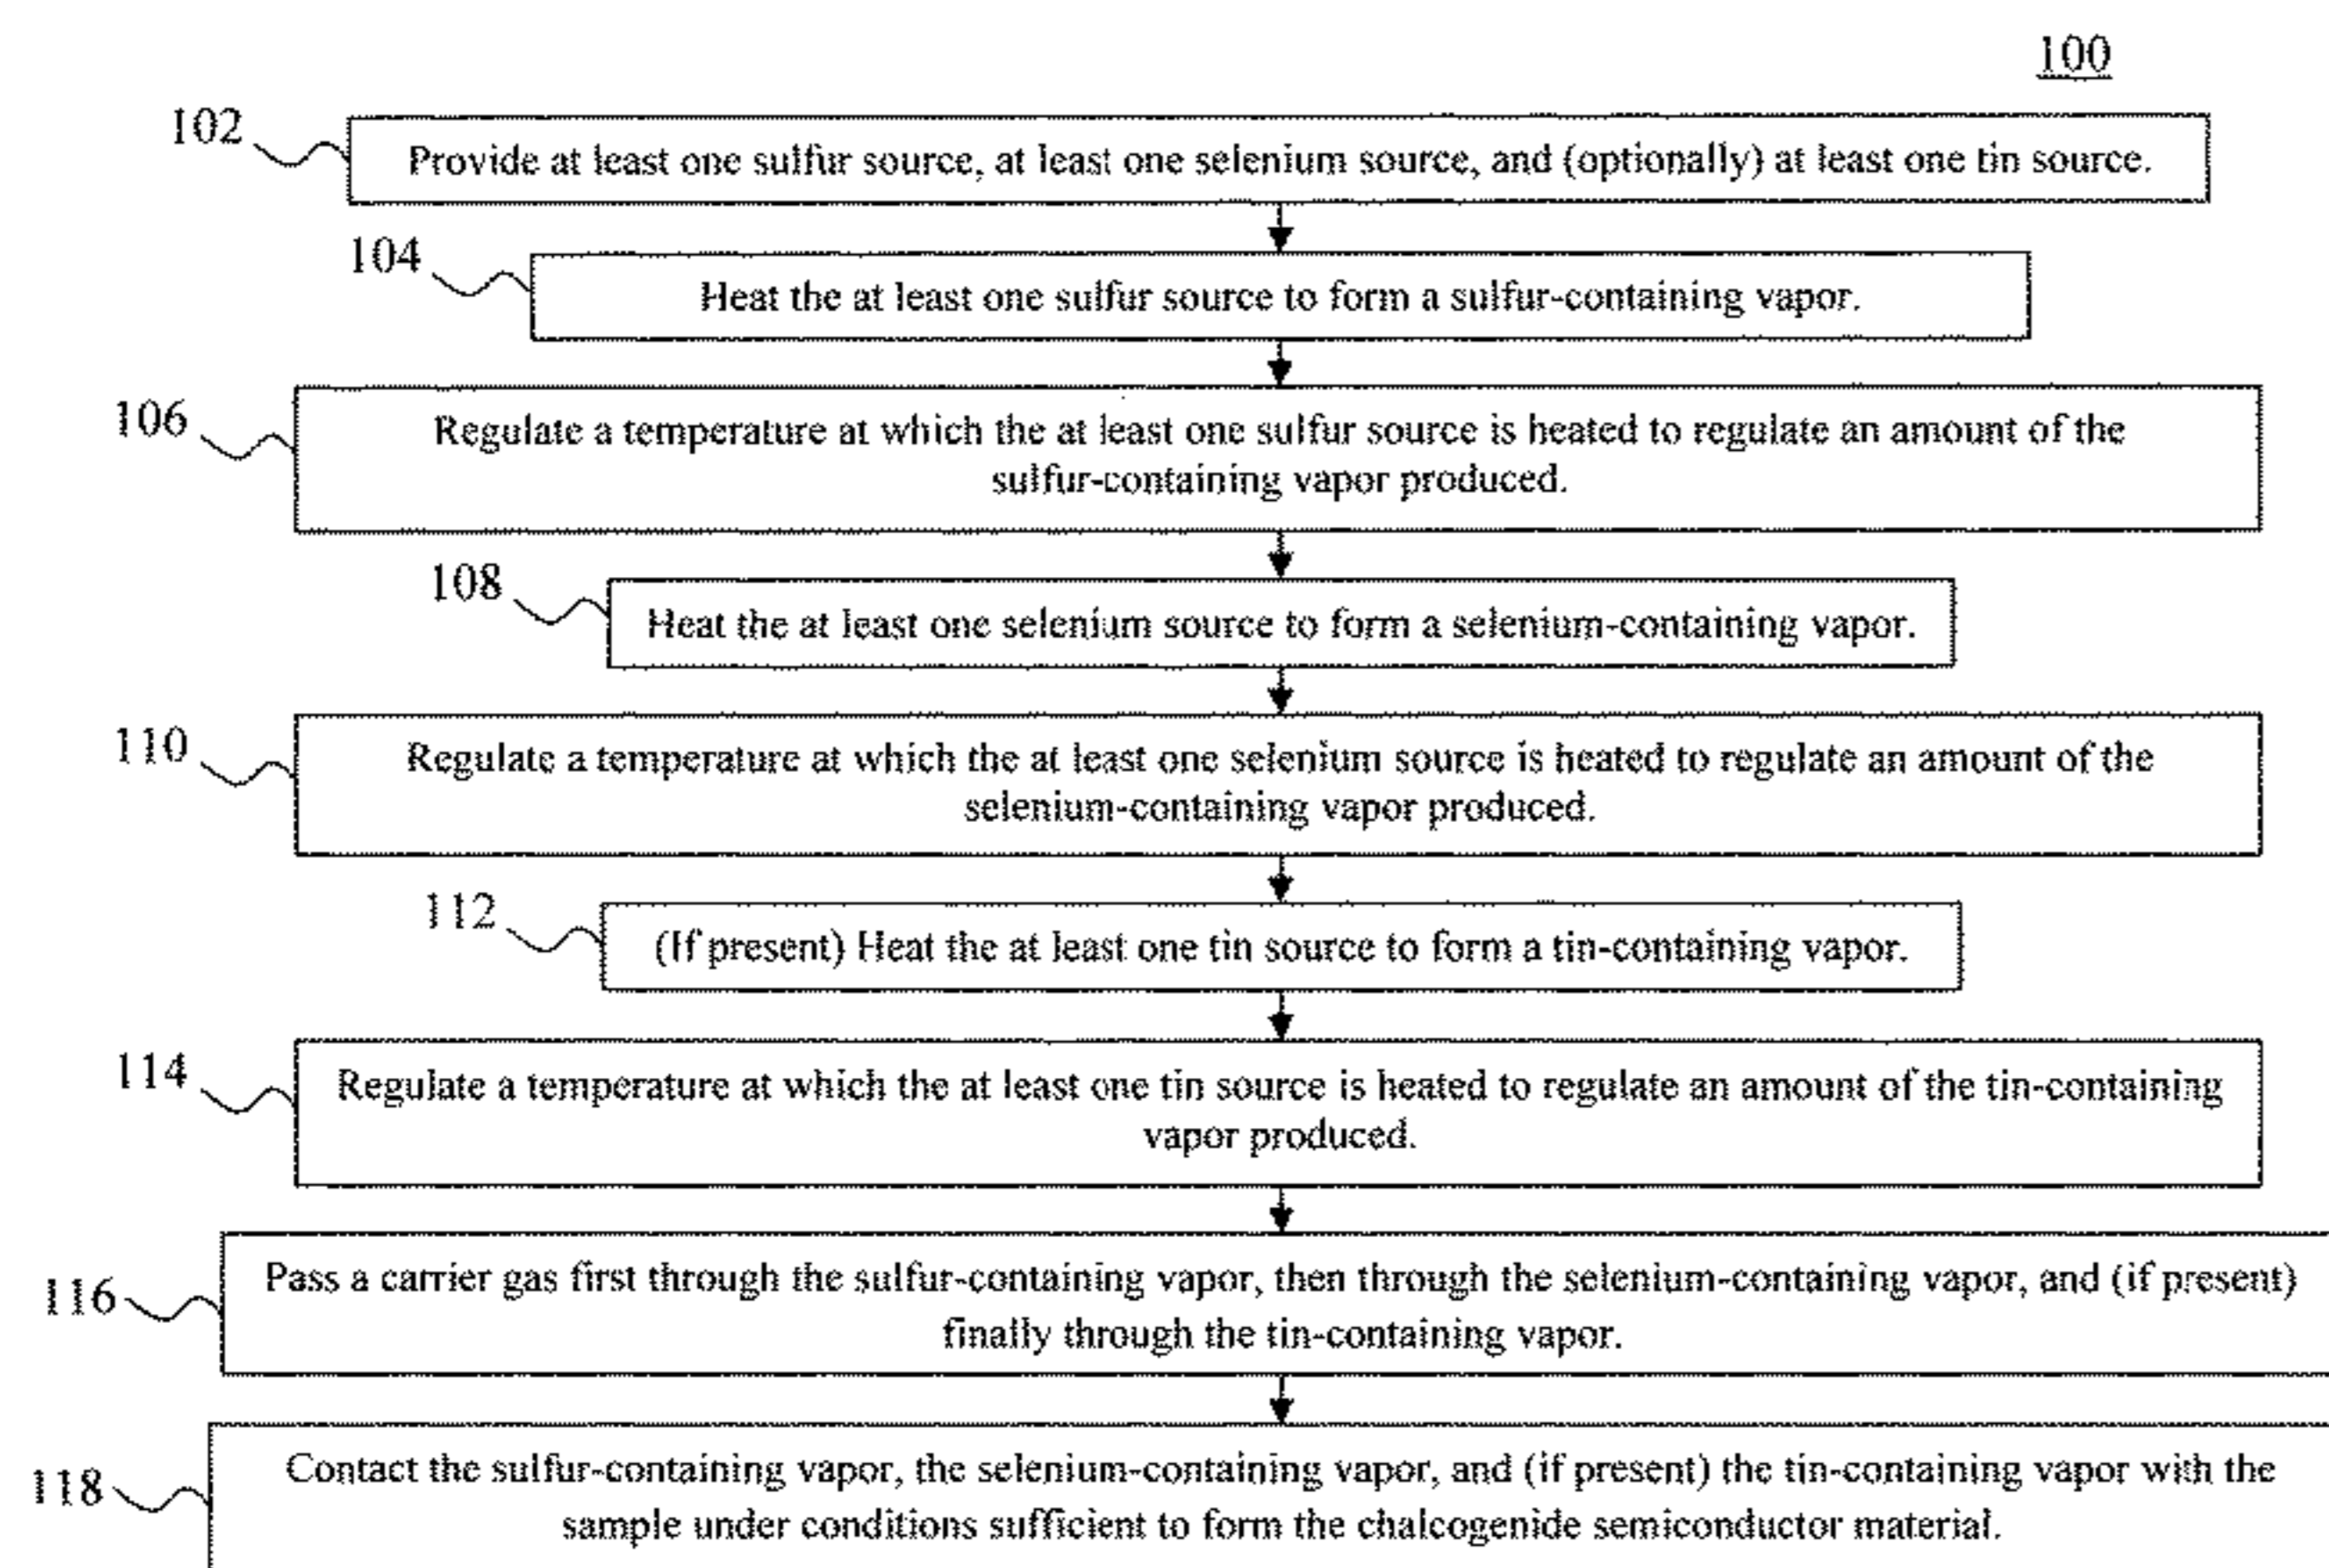 100
102
Provide at least one sulfur source, at least one selenium source, and (optionally) at least one tin source.
104
Heat the at least one sulfur source to form a sulfur-containing vapor.
106
Regulate a temperature at which the at least one sulfur source is heated to regulate an amount of the
sulfur-containing vapor produced.
108
Heat the at least one selenium source to form a selenium-containing vapor.
110
Regulate a temperature at which the at least one selenium source is heated to regulate an amount of the
selenium-containing vapor produced.
112
(If present) Heat the at least one tin source to form a tin-containing vapor.
114
Regulate a temperature at which the at least one tin source is heated to regulate an amount of the tin-containing
vapor produced.
116
Pass a carrier gas first through the sulfur-containing vapor, then through the selenium-containing vapor, and (if present)
finally through the tin-containing vapor.
118
Contact the sulfur-containing vapor, the selenium-containing vapor, and (if present) the tin-containing vapor with the
sample under conditions sufficient to form the chalcogenide semiconductor material.